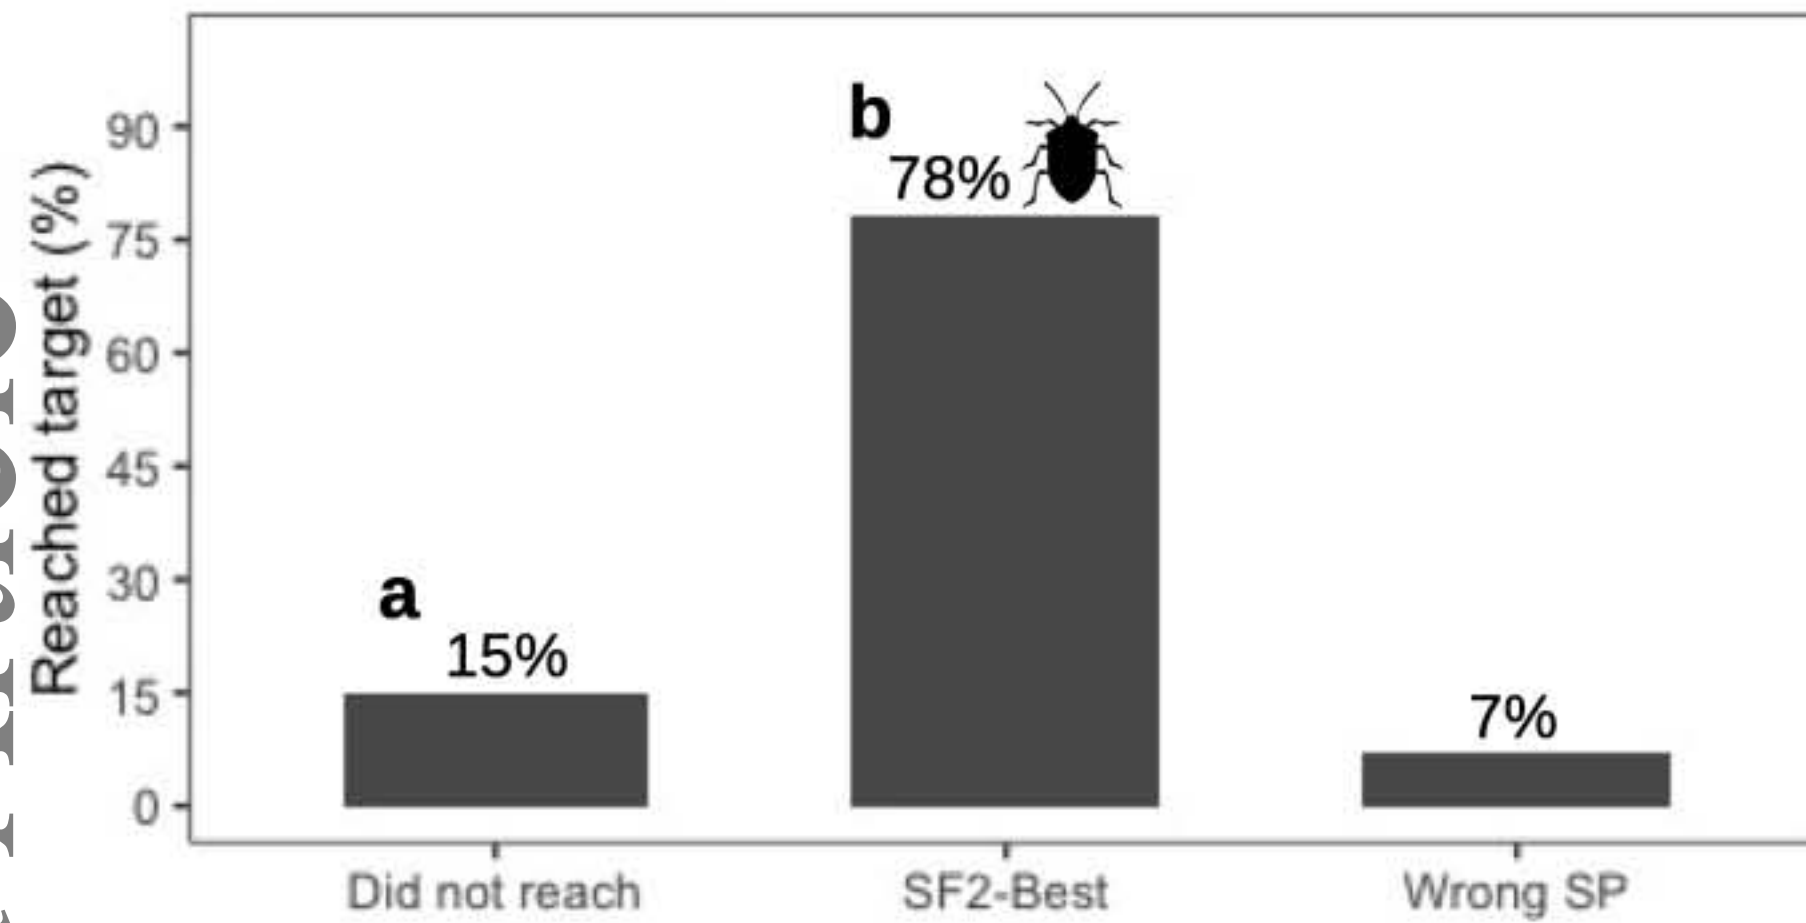 Reached target (%)
90
75
60
45
30
15
0
a
15%
b
78%
7%
Did not reach
SF2-Best
Wrong SP